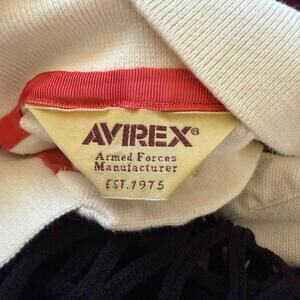 AVIREX®
Armed Forces
Manufacturer
EST.1975